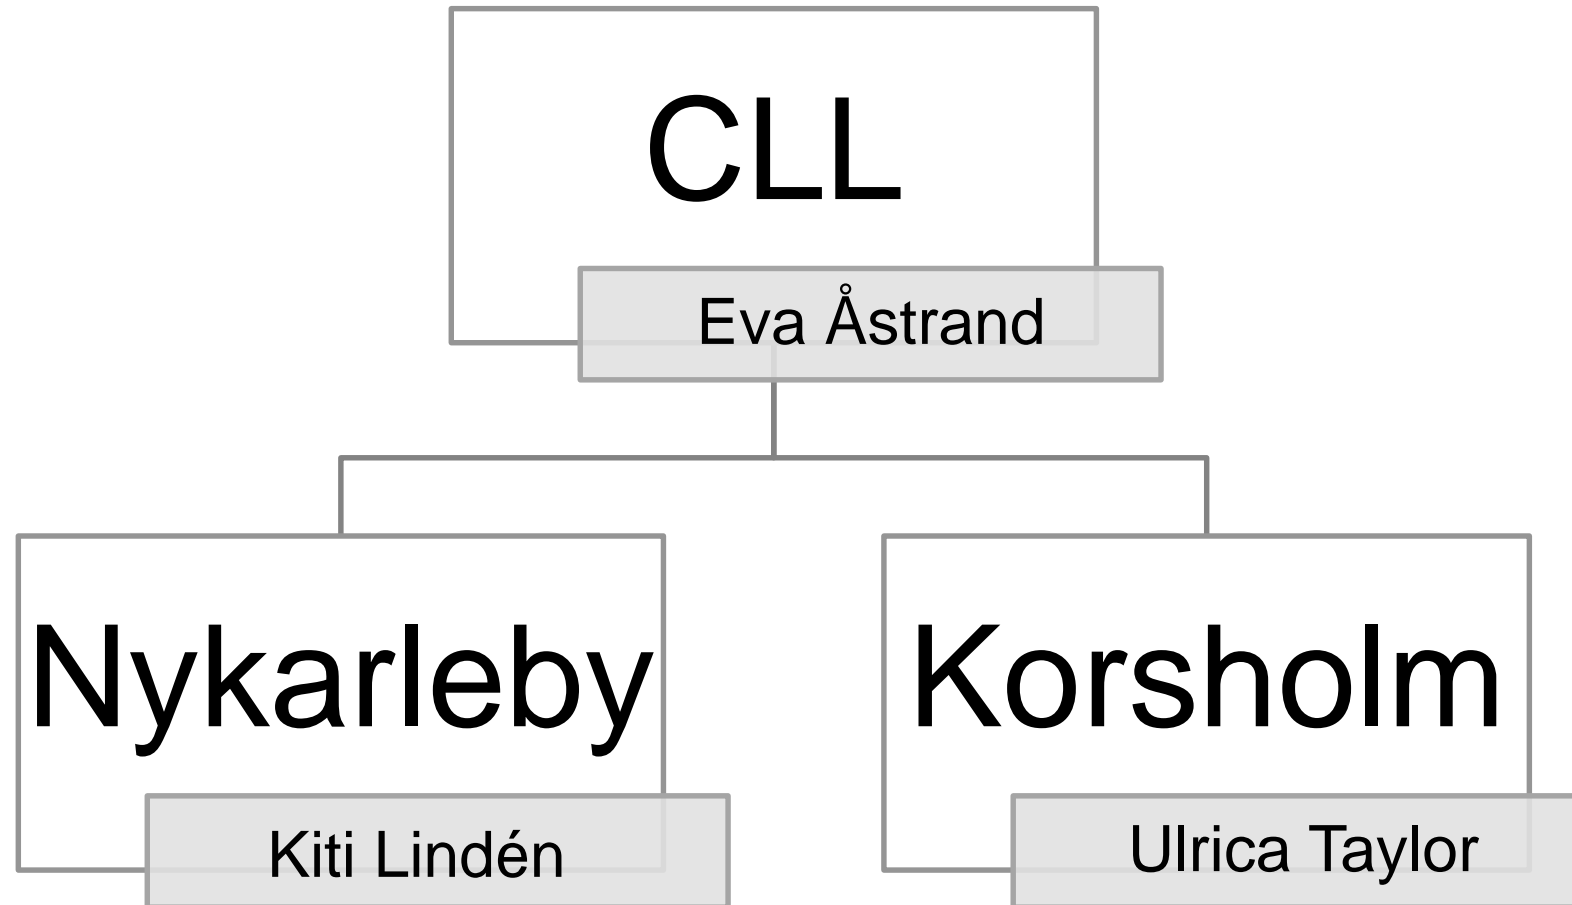 CLL
Eva Åstrand
Nykarleby
Kiti Lindén
Korsholm
Ulrica Taylor